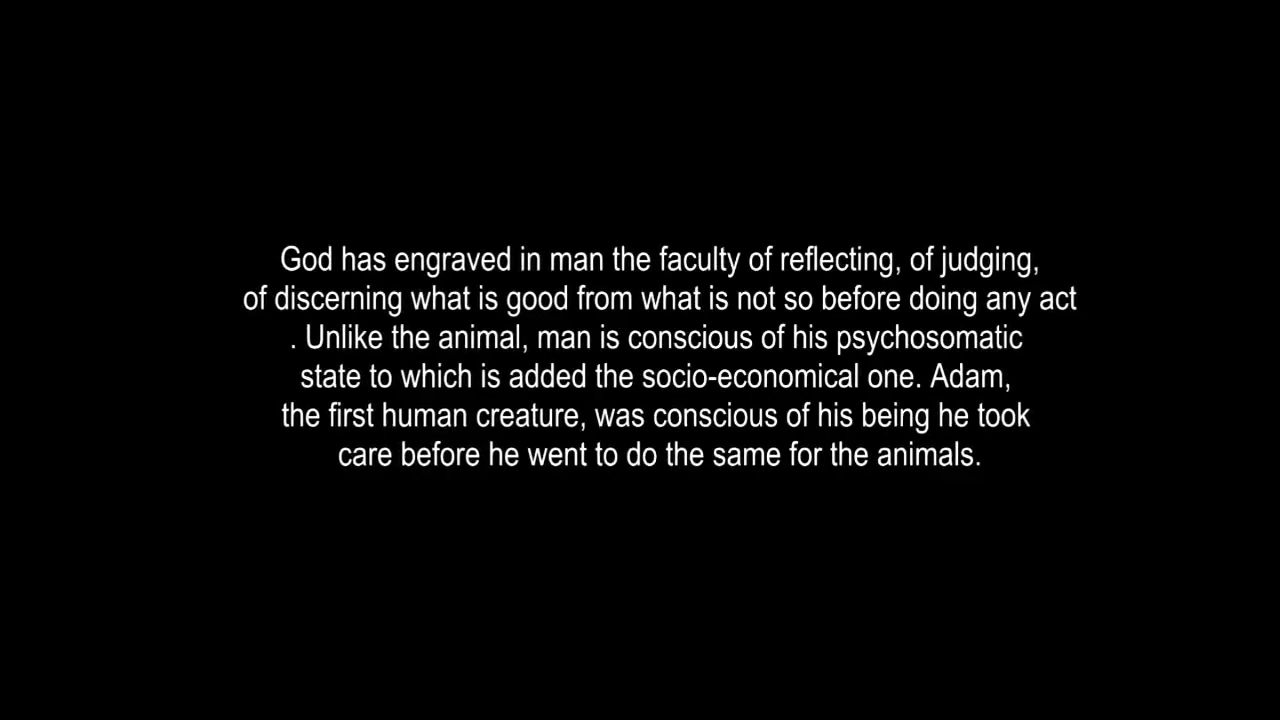 God has engraved in man the faculty of reflecting, of judging,
of discerning what is good from what is not so before doing any act
. Unlike the animal, man is conscious of his psychosomatic
state to which is added the socio-economical one. Adam,
the first human creature, was conscious of his being he took
care before he went to do the same for the animals.